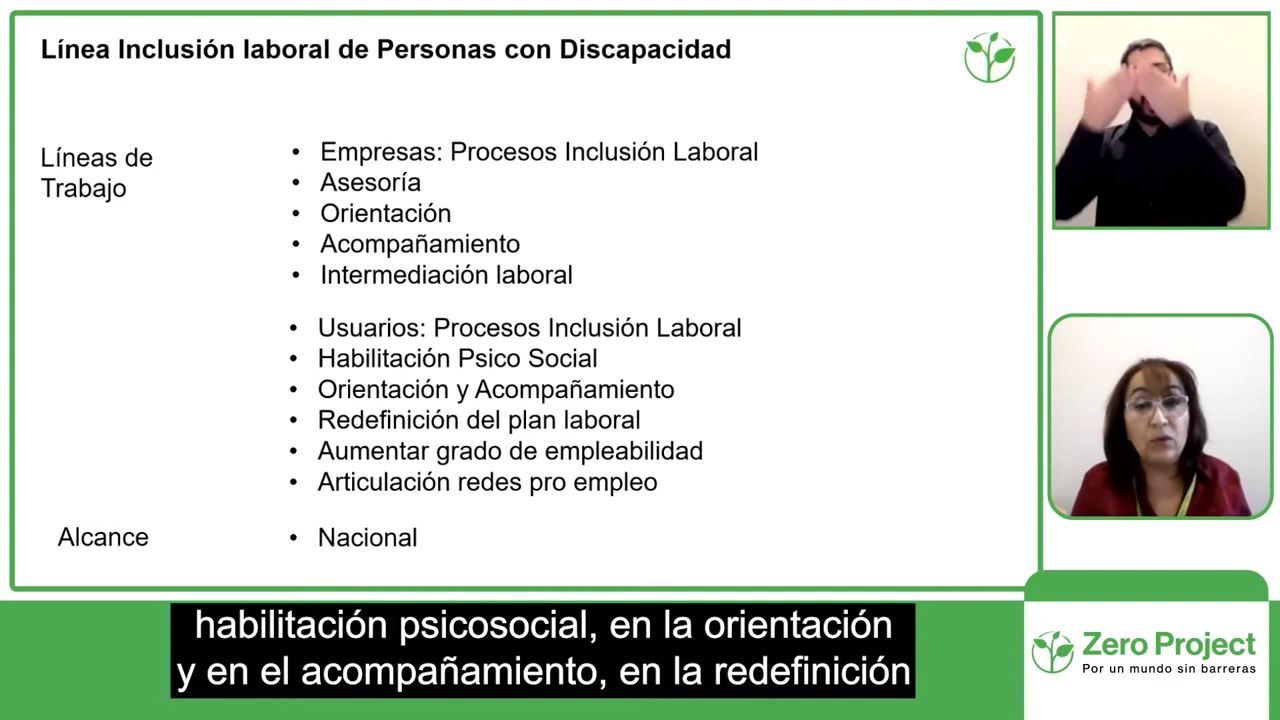 Línea Inclusión laboral de Personas con Discapacidad
Líneas de
Trabajo
• Empresas: Procesos Inclusión Laboral
• Asesoría
• Orientación
• Acompañamiento
• Intermediación laboral
• Usuarios: Procesos Inclusión Laboral
• Habilitación Psico Social
• Orientación y Acompañamiento
• Redefinición del plan laboral
• Aumentar grado de empleabilidad
• Articulación redes pro empleo
Alcance
• Nacional
habilitación psicosocial, en la orientación
y en el acompañamiento, en la redefinición
Zero Project
Por un mundo sin barreras